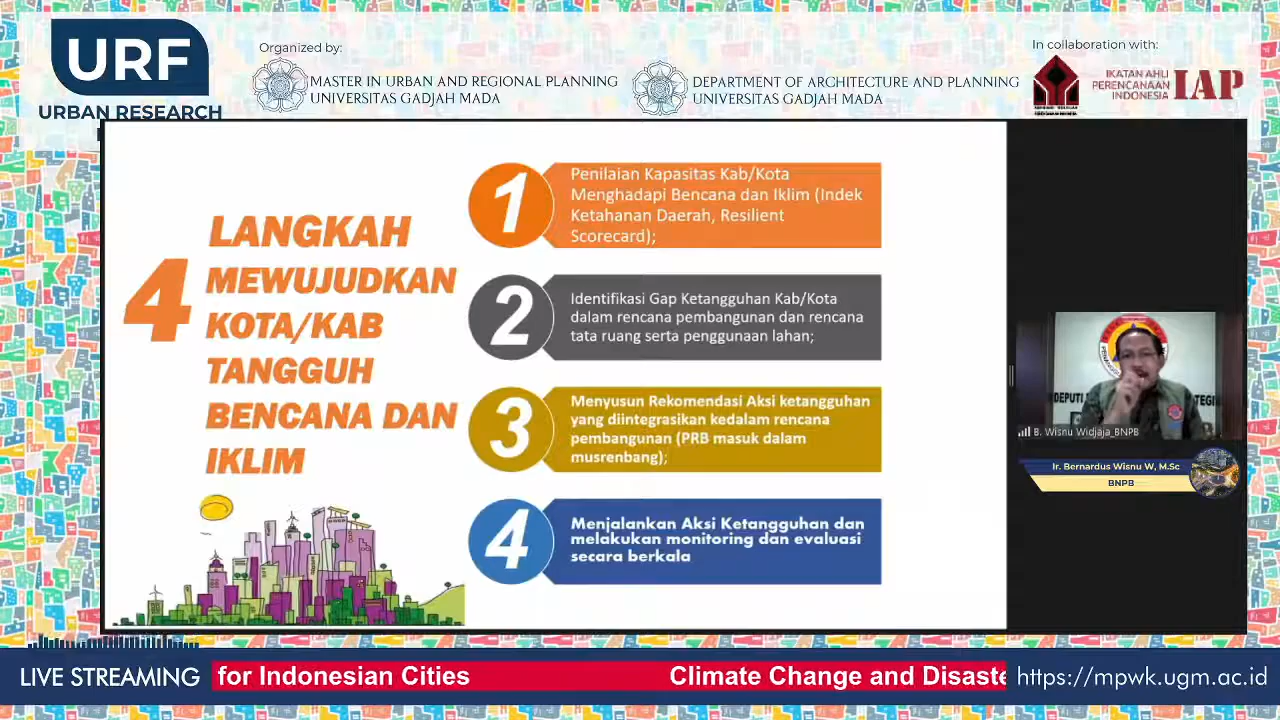 URF
URBAN RESEARCH
Organized by:
MASTER IN URBAN AND REGIONAL PLANNING
UNIVERSITAS GADJAH MADA
DEPARTMENT OF ARCHITECTURE AND PLANNING
UNIVERSITAS GADJAH MADA
In collaboration with:
IKATAN AHLI
PERENCANAAN
INDONESIA
IAP
4
LANGKAH
MEWUJUDKAN
KOTA/KAB
TANGGUH
BENCANA DAN
IKLIM
1
Penilaian Kapasitas Kab/Kota
Menghadapi Bencana dan Iklim (Indek
Ketahanan Daerah, Resilient
Scorecard);
2
Identifikasi Gap Ketangguhan Kab/Kota
dalam rencana pembangunan dan rencana
tata ruang serta penggunaan lahan;
3
Menyusun Rekomendasi Aksi ketangguhan
yang diintegrasikan kedalam rencana
pembangunan (PRB masuk dalam
musrenbang);
4
Menjalankan Aksi Ketangguhan dan
melakukan monitoring dan evaluasi
secara berkala
DEPUTI
B. Wisnu Widjaja_BNPB
Ir. Bernardus Wisnu W, M.Sc
BNPB
LIVE STREAMING
for Indonesian Cities
Climate Change and Disaste
https://mpwk.ugm.ac.id